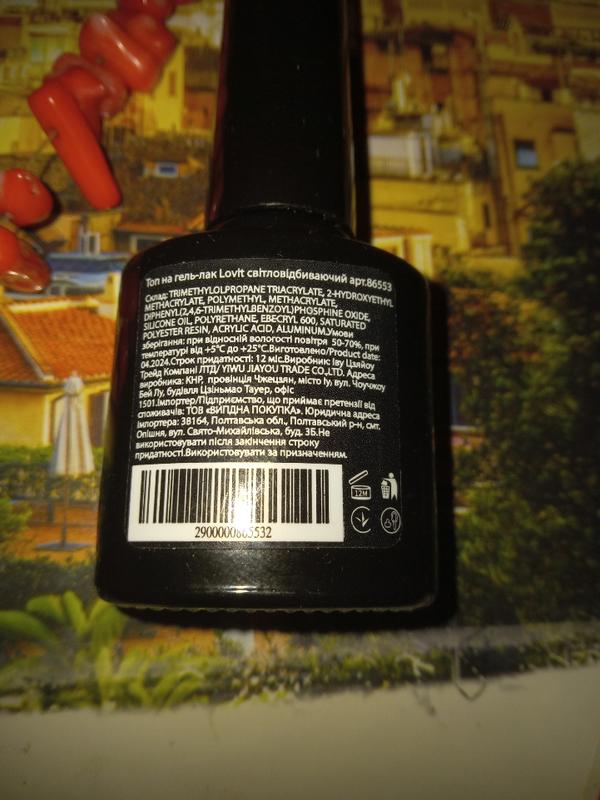 Топ на гель-лак LovIt світловідбиваючий арт.86553
Склад: TRIMETHYLOLPROPANE TRIACRYLATE, 2-HYDROXYETHYL
METHACRYLATE, POLYMETHYL, METHACRYLATE,
DIPHENYL(2,4,6-TRIMETHYLBENZOYL)PHOSPHINE OXIDE,
SILICONE OIL, POLYRETHANE, EBECRYL 600, SATURATED
POLYESTER RESIN, ACRYLIC ACID, ALUMINUM.Умови
зберігання: при відносній вологості повітря 50-70%, при
температурі від +5°C до +25°C.Виготовлено/Product date:
04.2024.Строк придатності: 12 міс.Виробник: Іву Цзяйоу
Трейд Компані ЛТД/ YIWU JIAYOU TRADE CO.,LTD. Адреса
виробника: КНР, провінція Чжецзян, місто Іу, вул. Чоучжоу
Бей Лу, будівля Цзіньмао Тауер, офіс
1501.Імпортер/Підприємство, що приймає претензії від
споживачів: ТОВ «ВИГІДНА ПОКУПКА». Юридична адреса
імпортера: 38164, Полтавська обл., Полтавський р-н, смт.
Опішня, вул. Свято-Михайлівська, буд. 3Б.Не
використовувати після закінчення строку
придатності.Використовувати за призначенням.
12M
2900000865532